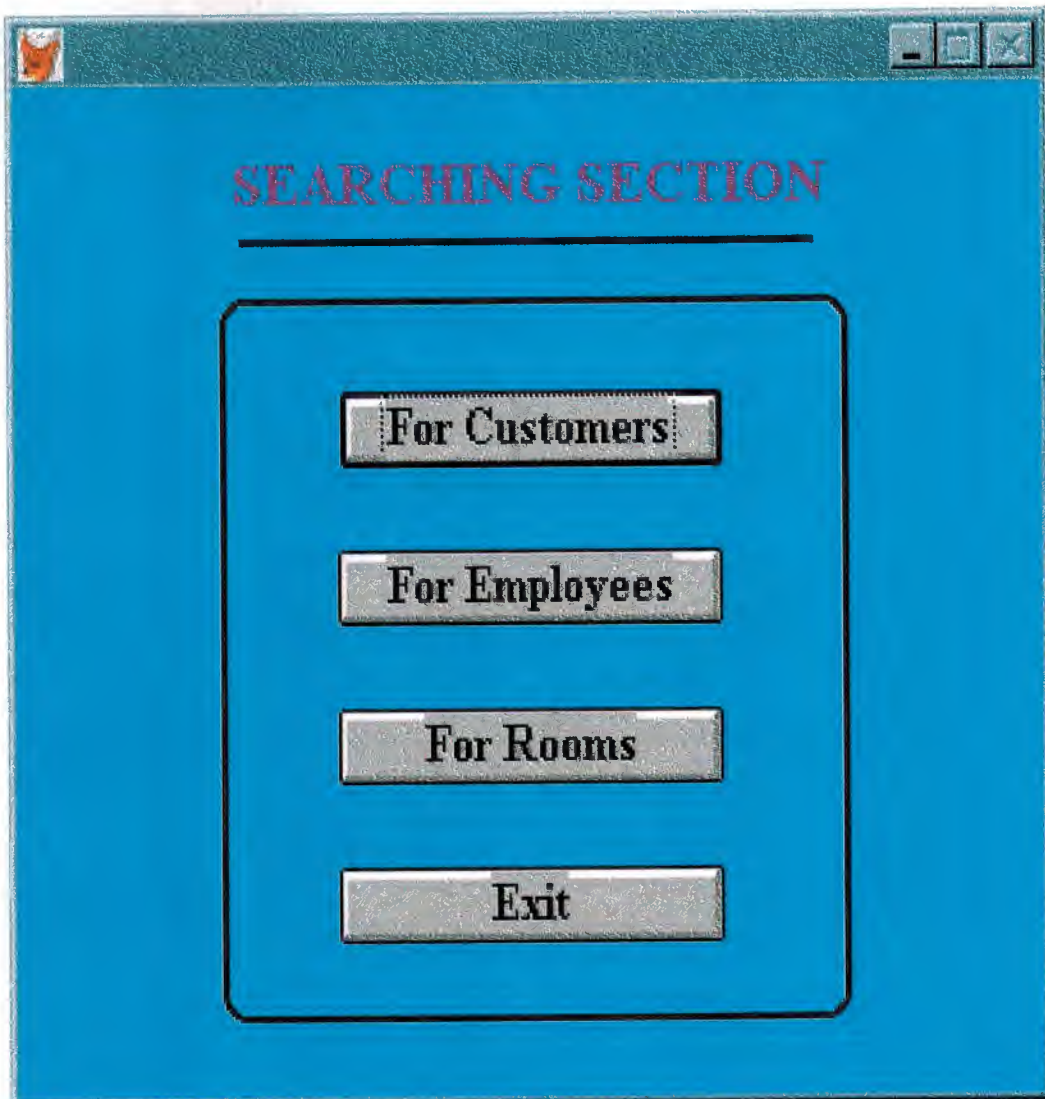 SEARCHING SECTION
For Customers
For Employees
For Rooms
Exit